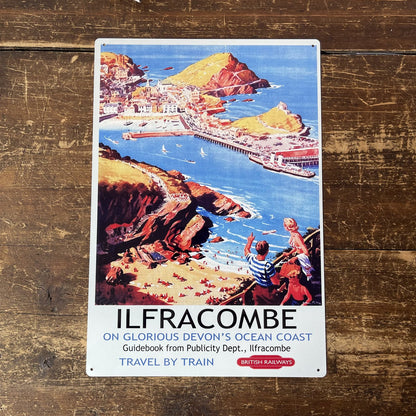 ILFRACOMBE
ON GLORIOUS DEVON'S OCEAN COAST
Guidebook from Publicity Dept., Ilfracombe
TRAVEL BY TRAIN BRITISH RAILWAYS